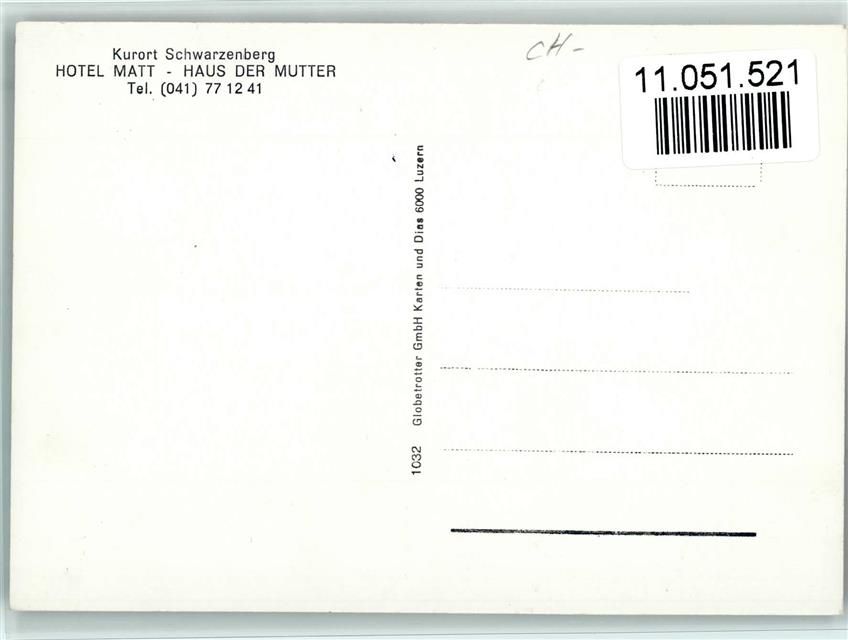 Kurort Schwarzenberg
HOTEL MATT - HAUS DER MUTTER
Tel. (041) 77 12 41
CH-
11.051.521
1032 Globetrotter GmbH Karten und Dias 6000 Luzern